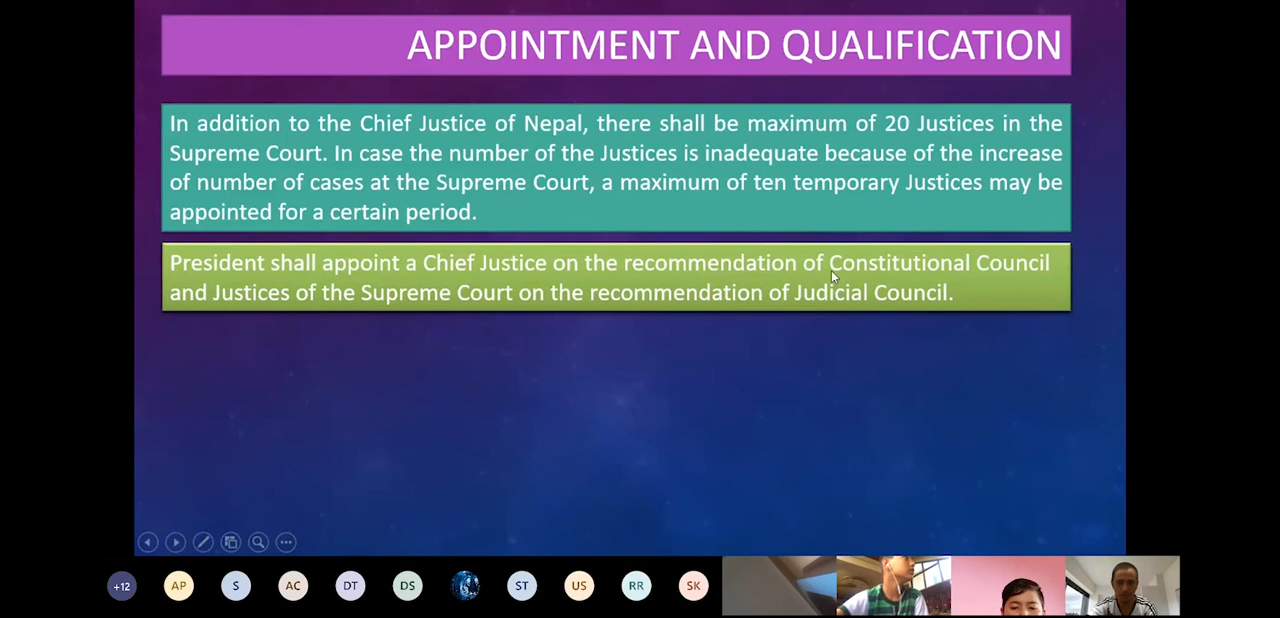 APPOINTMENT AND QUALIFICATION
In addition to the Chief Justice of Nepal, there shall be maximum of 20 Justices in the
Supreme Court. In case the number of the Justices is inadequate because of the increase
of number of cases at the Supreme Court, a maximum of ten temporary Justices may be
appointed for a certain period.
President shall appoint a Chief Justice on the recommendation of Constitutional Council
and Justices of the Supreme Court on the recommendation of Judicial Council.
+12 AP S AC DT DS ST US RR SK